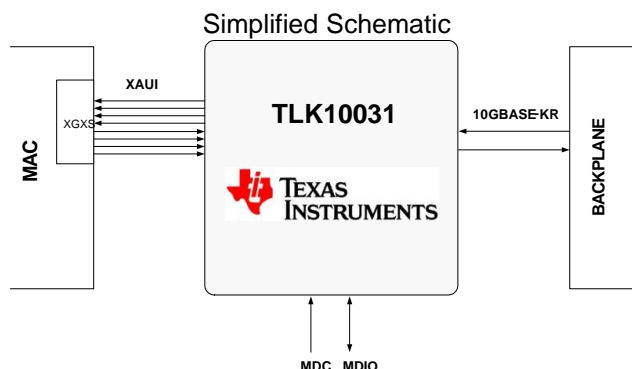 Simplified Schematic
MAC
XGXS
XAUI
TLK10031
TEXAS
INSTRUMENTS
10GBASE-KR
BACKPLANE
MDC MDIO